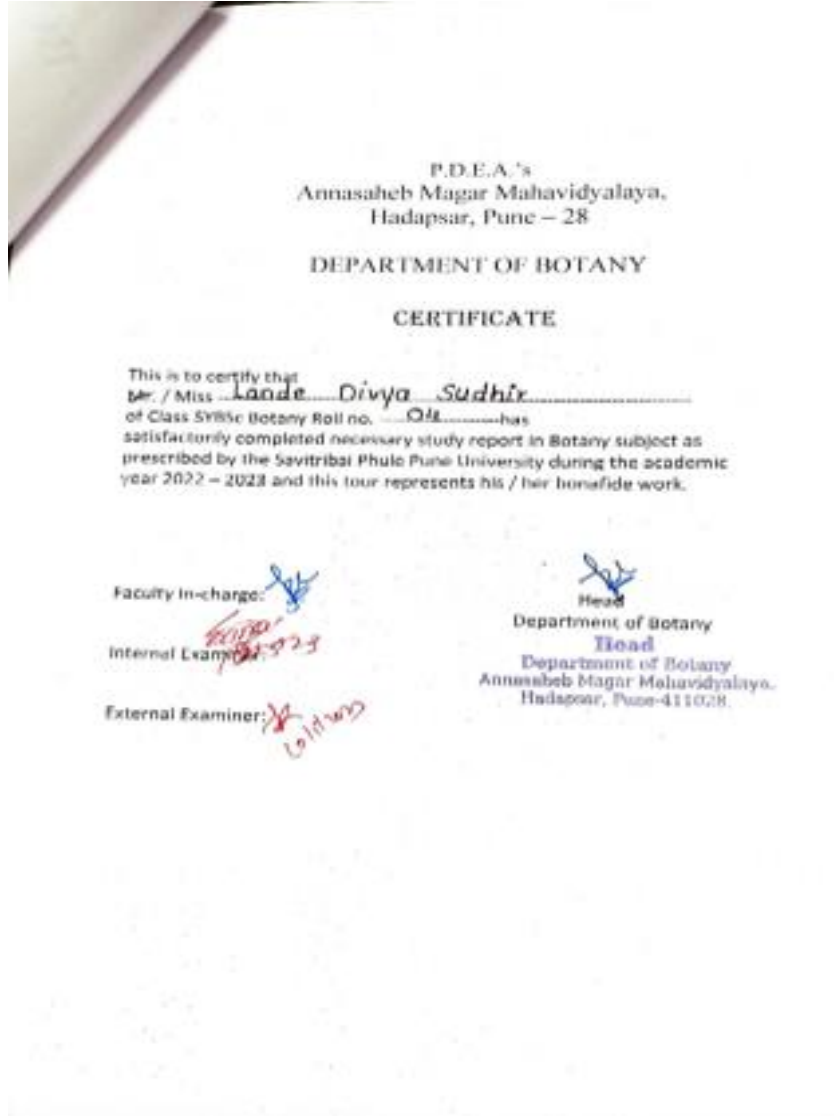 P.D.E.A.'s
Annasaheb Magar Mahavidyalaya,
Hadapsar, Pune – 28
DEPARTMENT OF BOTANY
CERTIFICATE
This is to certify that
Mr. / Miss Lande Divya Sudhir
of Class SYBSc Botany Roll no. 04 has
satisfactorily completed necessary study report in Botany subject as
prescribed by the Savitribai Phule Pune University during the academic
year 2022 – 2023 and this tour represents his / her bonafide work.
Faculty In-charge:
Internal Examiner:
External Examiner:
Head
Department of Botany
Head
Department of Botany
Annasaheb Magar Mahavidyalaya,
Hadapsar, Pune-411028.